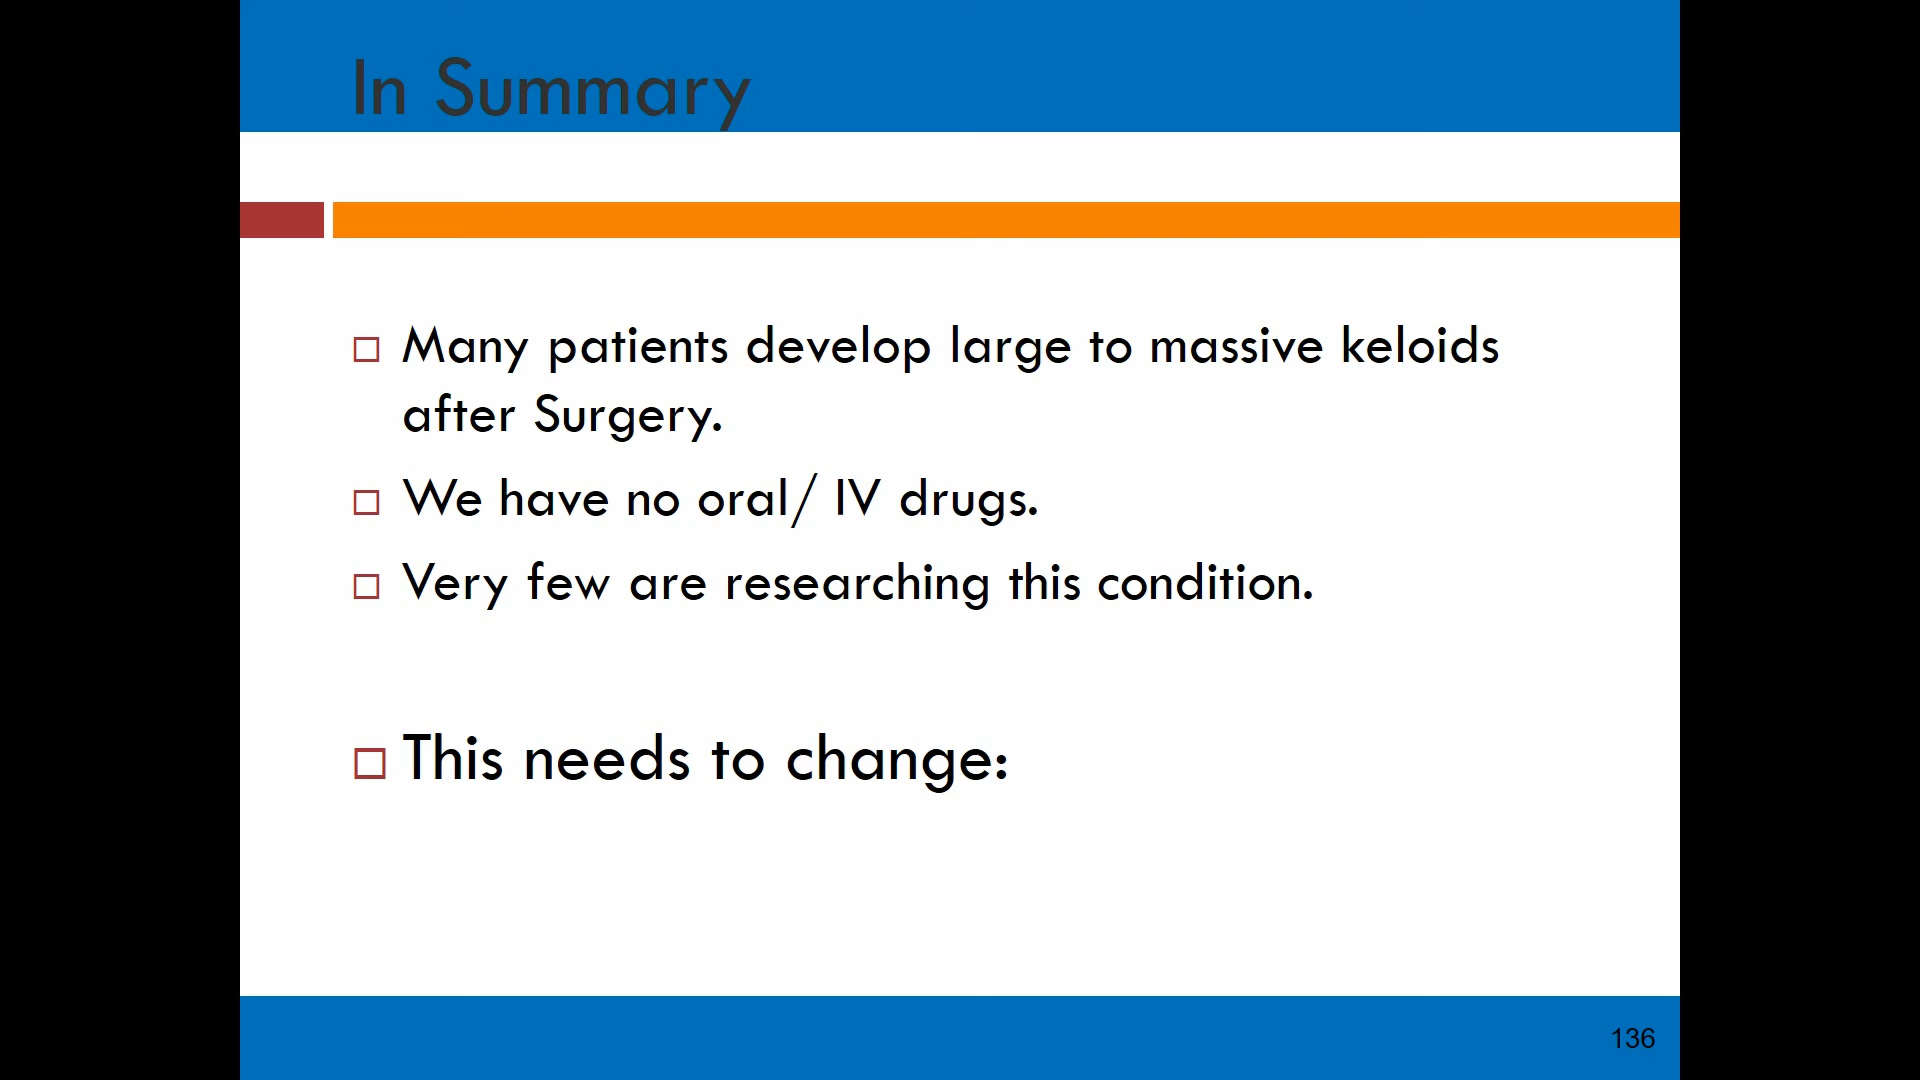 In Summary
Many patients develop large to massive keloids
after Surgery.
We have no oral/ IV drugs.
Very few are researching this condition.
This needs to change:
136